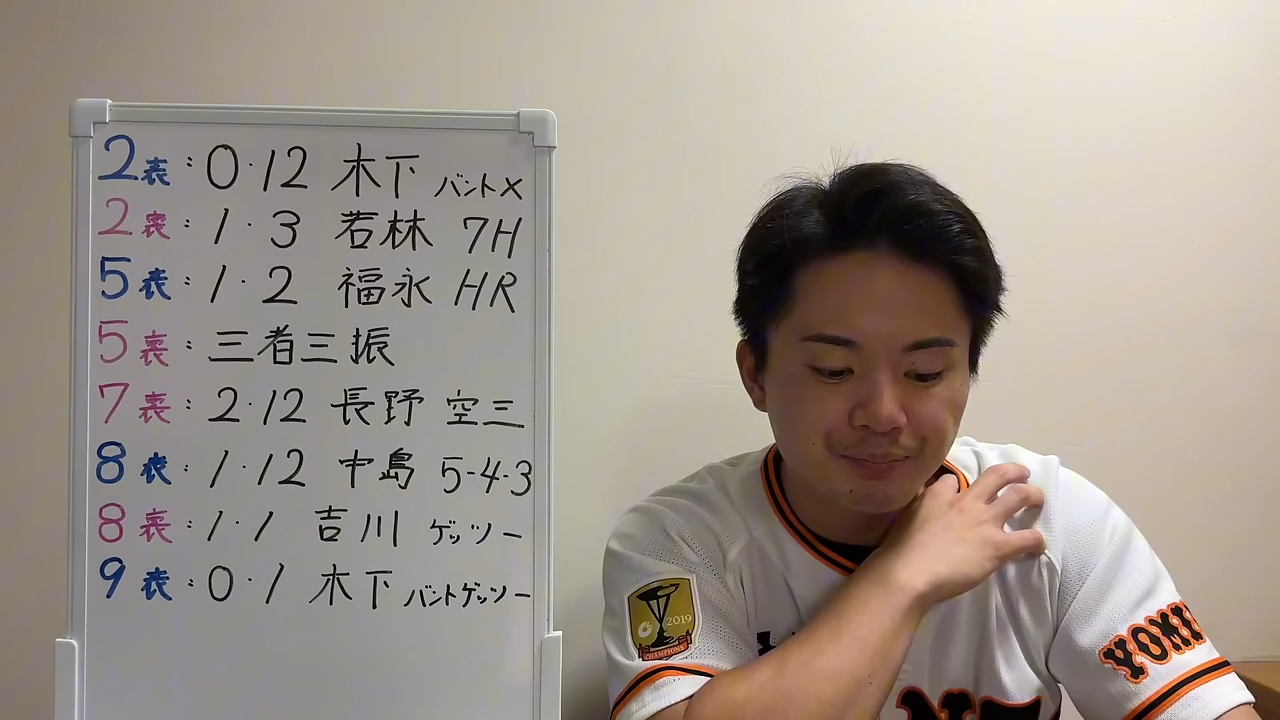 2表:0・12 木下 バント×
2裏:1・3 若林 7H
5表:1・2 福永 HR
5裏:三者三振
7裏:2・12 長野 空三
8表:1・12 中島 5-4-3
8裏:1・1 吉川 ゲッツー
9表:0・1 木下 バントゲッツー
2019
CHAMPIONS
YOMI